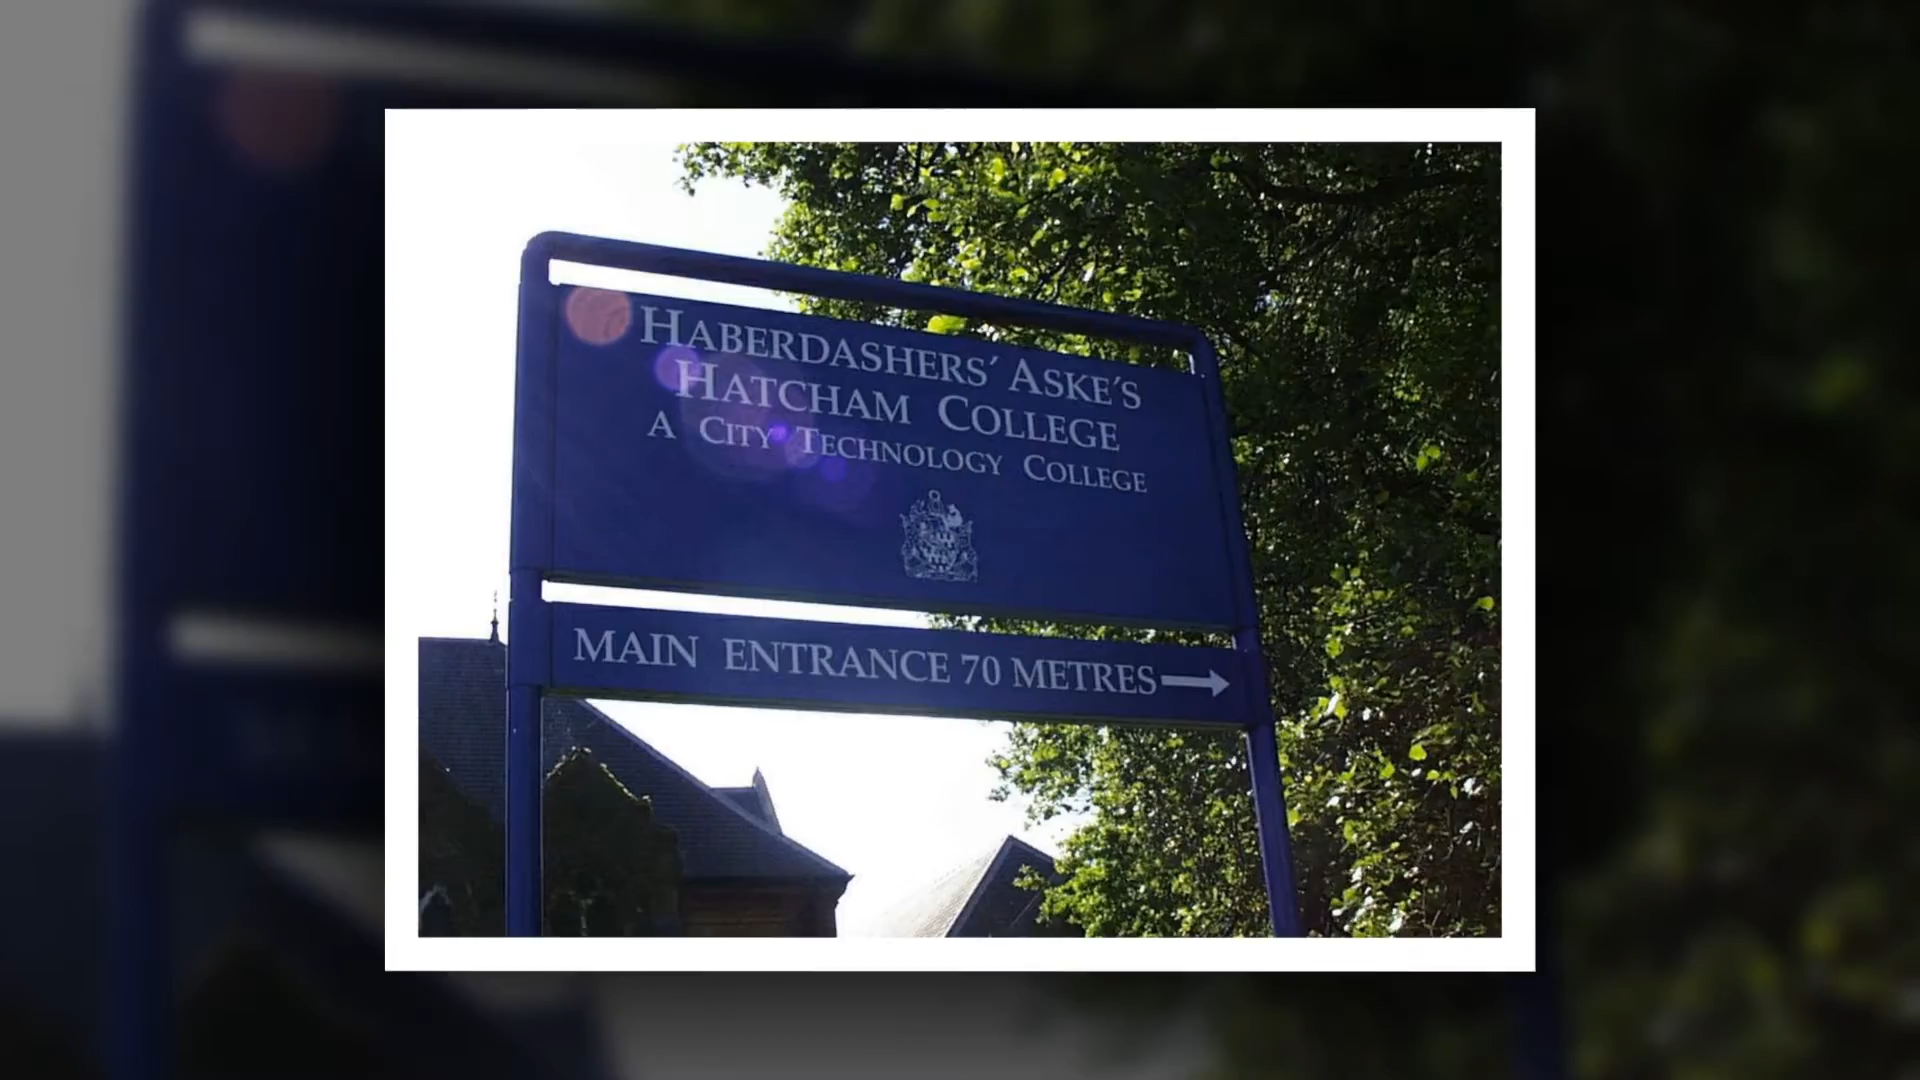 HABERDASHERS' ASKE'S
HATCHAM COLLEGE
A CITY TECHNOLOGY COLLEGE
MAIN ENTRANCE 70 METRES